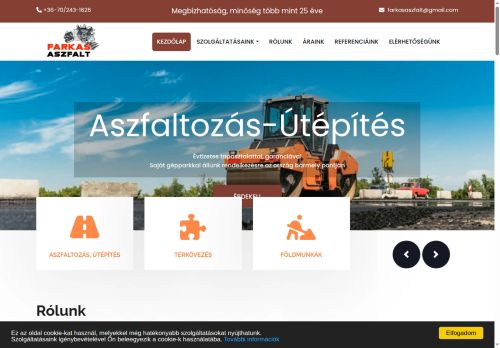 +36-70/243-1626
Megbízhatóság, minőség több mint 25 éve
farkasaszfalt@gmail.com
FARKAS
ASZFALT
KEZDŐLAP
SZOLGÁLTATÁSAINK
RÓLUNK
ÁRAINK
REFERENCIÁINK
ELÉRHETŐSÉGÜNK
Aszfaltozás-Útépítés
Évtizetes tapasztalattal, garanciával
Saját gépparkkal állunk rendelkezésre az ország bármely pontján
ÉRDEKEL!
ASZFALTOZÁS, ÚTÉPÍTÉS
TÉRKÖVEZÉS
FÖLDMUNKÁK
Rólunk
Ez az oldal cookie-kat használ, melyekkel még hatékonyabb szolgáltatásokat nyújthatunk.
Szolgáltatásaink igénybevételével Ön beleegyezik a cookie-k használatába. További információk
Elfogadom